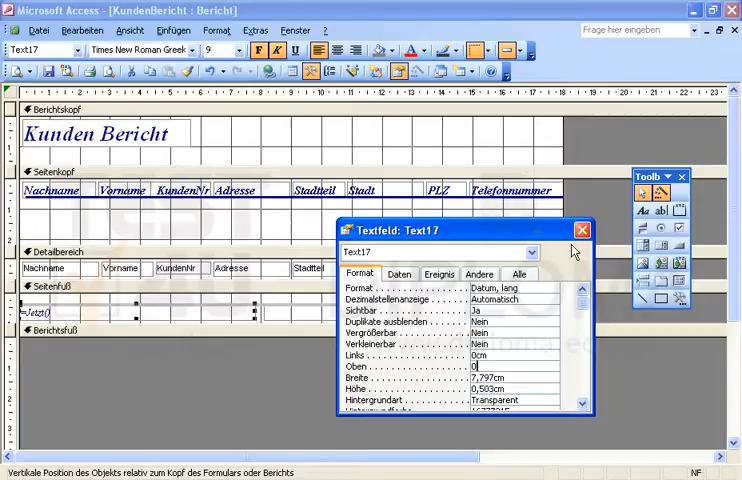 Microsoft Access - [KundenBericht : Bericht]
Datei Bearbeiten Ansicht Einfügen Format Extras Fenster ? Frage hier eingeben
Text17 Times New Roman Greek 9 F K U
Berichtskopf
Kunden Bericht
Seitenkopf
Nachname Vorname KundenNr Adresse Stadtteil Stadt PLZ Telefonnummer
Detailbereich
Nachname Vorname KundenNr Adresse Stadtteil
Seitenfuß
=Jetzt()
Berichtsfuß
Toolb
Aa ab|
Textfeld: Text17
Text17
Format Daten Ereignis Andere Alle
Format Datum, lang
Dezimalstellenanzeige Automatisch
Sichtbar Ja
Duplikate ausblenden Nein
Vergrößerbar Nein
Verkleinerbar Nein
Links 0cm
Oben 0
Breite 7,797cm
Höhe 0,503cm
Hintergrundart Transparent
Vertikale Position des Objekts relativ zum Kopf des Formulars oder Berichts NF